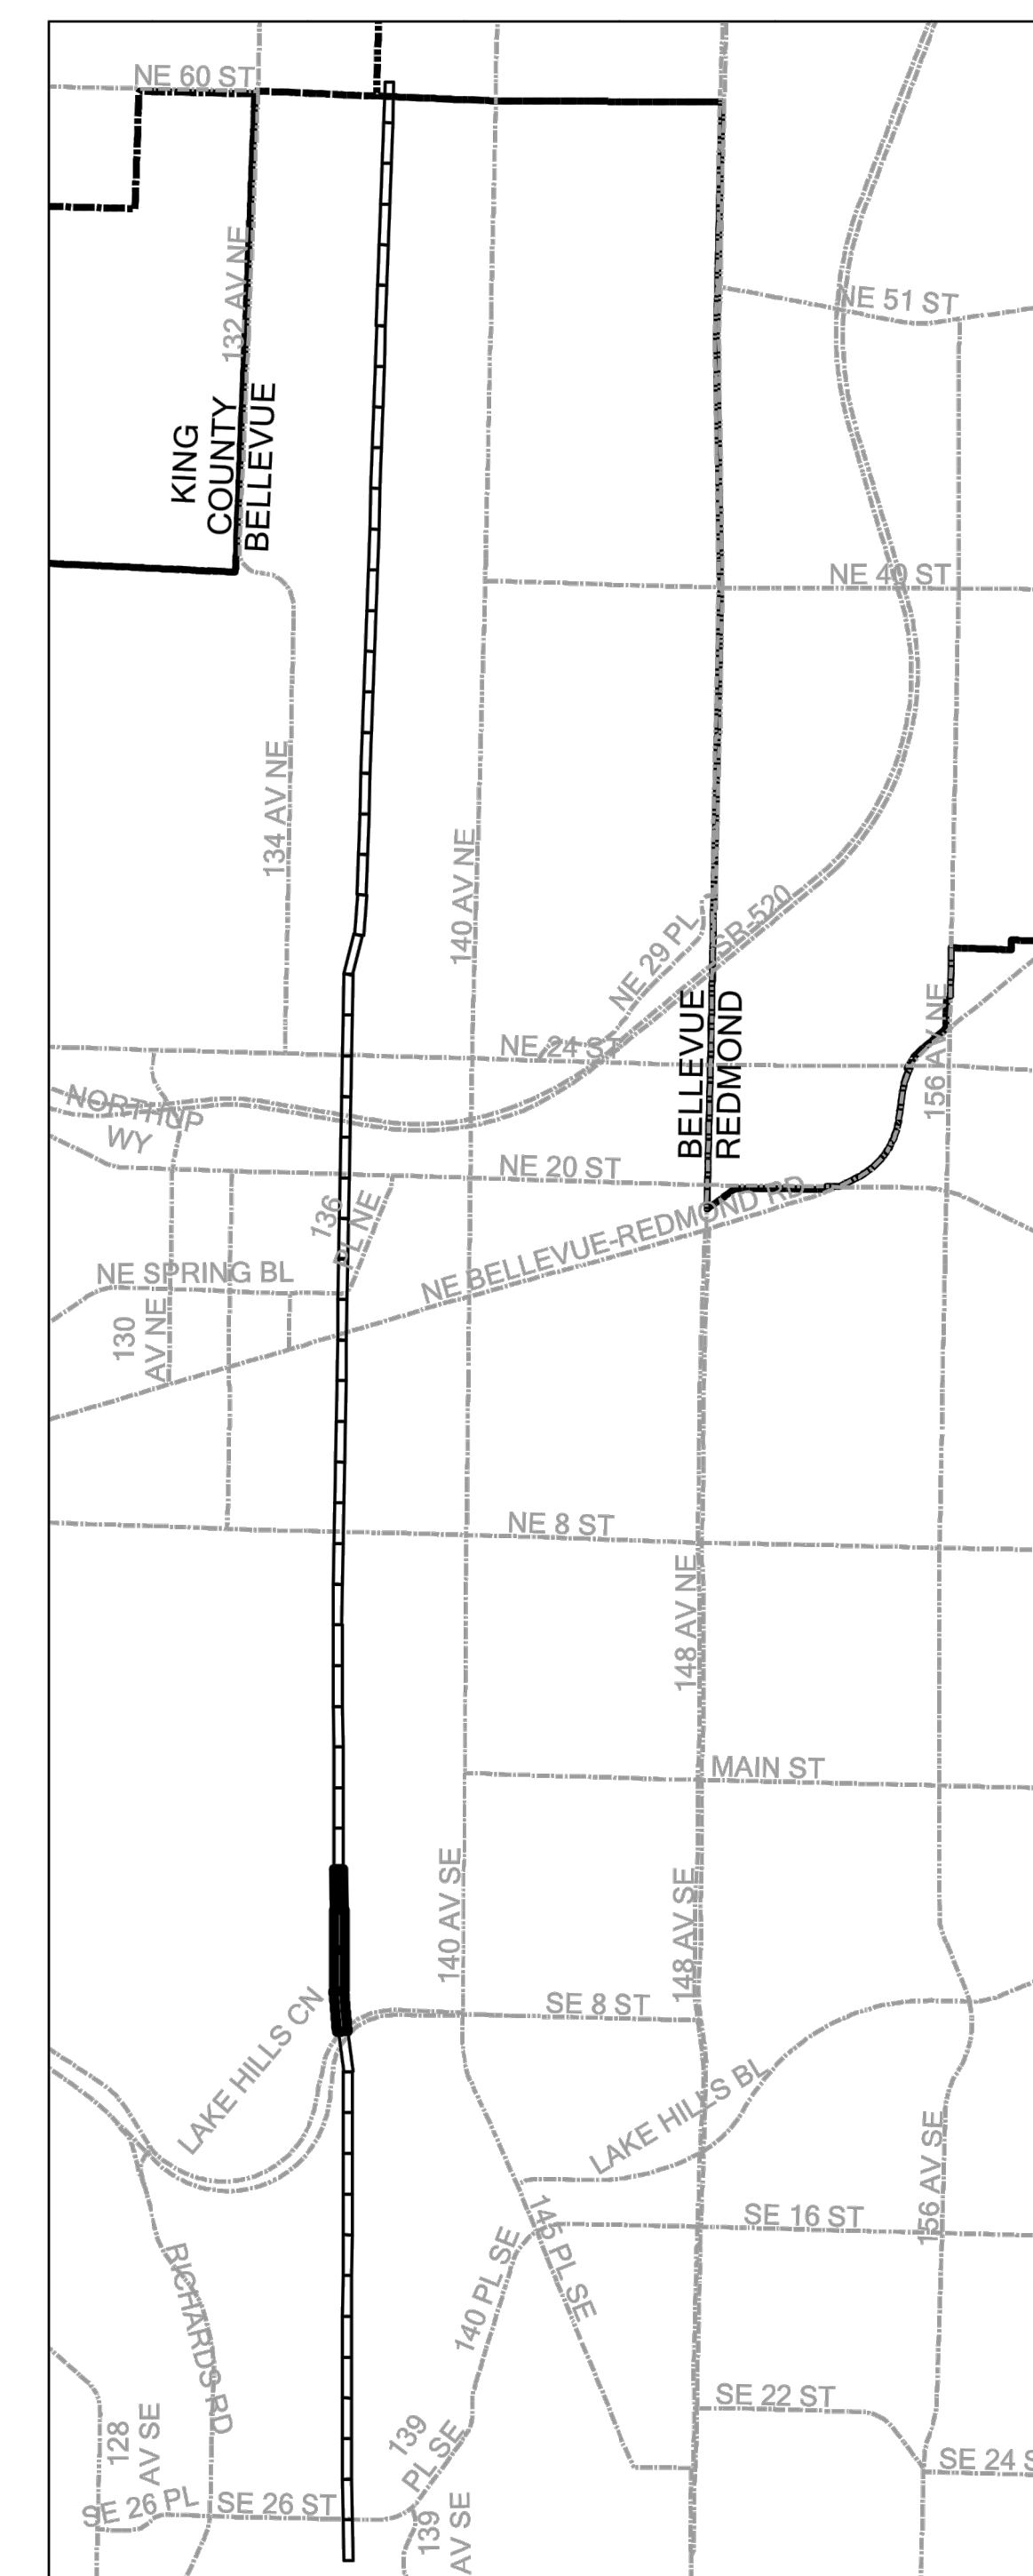 NE 60 ST
132 AV NE
NE 51 ST
KING
COUNTY
BELLEVUE
NE 40 ST
134 AV NE
140 AV NE
NE 29 PL
SR-520
BELLEVUE
REDMOND
156 AV NE
NE 24 ST
NORTHUP
WY
NE 20 ST
136
PL NE
NE BELLEVUE-REDMOND RD
NE SPRING BL
130
AV NE
NE 8 ST
148 AV NE
MAIN ST
140 AV SE
148 AV SE
SE 8 ST
LAKE HILLS CN
LAKE HILLS BL
156 AV SE
SE 16 ST
145 PL SE
140 PL SE
RICHARDS RD
SE 22 ST
128
AV SE
139
PL SE
SE 24 S
SE 26 PL
SE 26 ST
139
AV SE